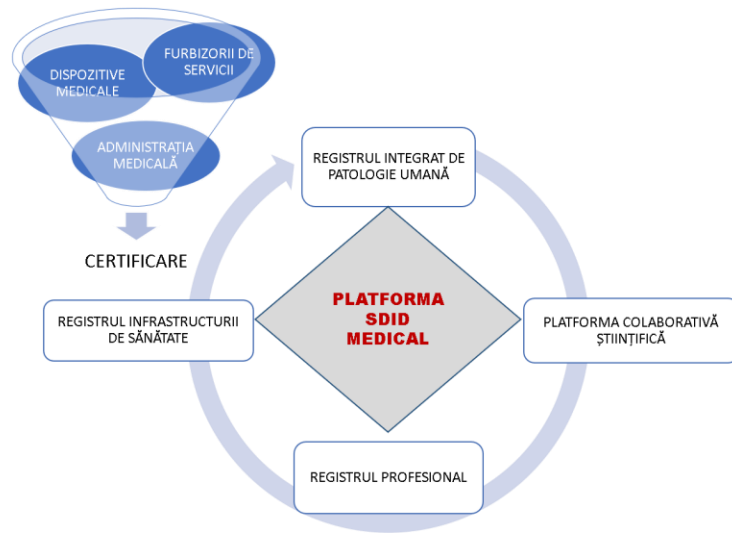 FURBIZORII DE
SERVICII
DISPOZITIVE
MEDICALE
ADMINISTRAȚIA
MEDICALĂ
CERTIFICARE
REGISTRUL INTEGRAT DE
PATOLOGIE UMANĂ
PLATFORMA
SDID
MEDICAL
REGISTRUL INFRASTRUCTURII
DE SĂNĂTATE
PLATFORMA COLABORATIVĂ
ȘTIINȚIFICĂ
REGISTRUL PROFESIONAL